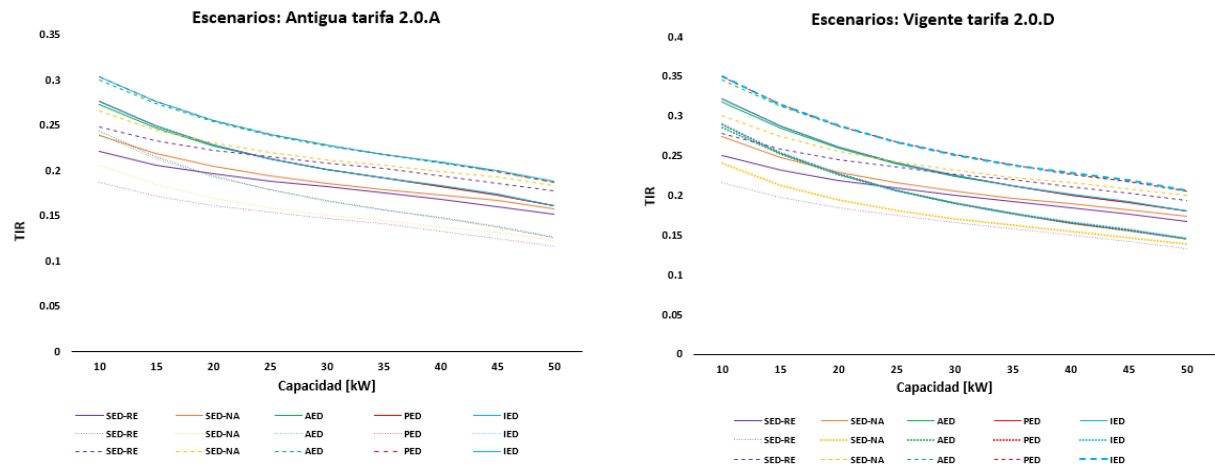 Escenarios: Antigua tarifa 2.0.A
0.35
0.3
0.25
0.2
0.15
0.1
0.05
0
TIR
10 15 20 25 30 35 40 45 50
Capacidad [kW]
SED-RE SED-NA AED PED IED
SED-RE SED-NA AED PED IED
SED-RE SED-NA AED PED IED
Escenarios: Vigente tarifa 2.0.D
0.4
0.35
0.3
0.25
0.2
0.15
0.1
0.05
0
TIR
10 15 20 25 30 35 40 45 50
Capacidad [kW]
SED-RE SED-NA AED PED IED
SED-RE SED-NA AED PED IED
SED-RE SED-NA AED PED IED